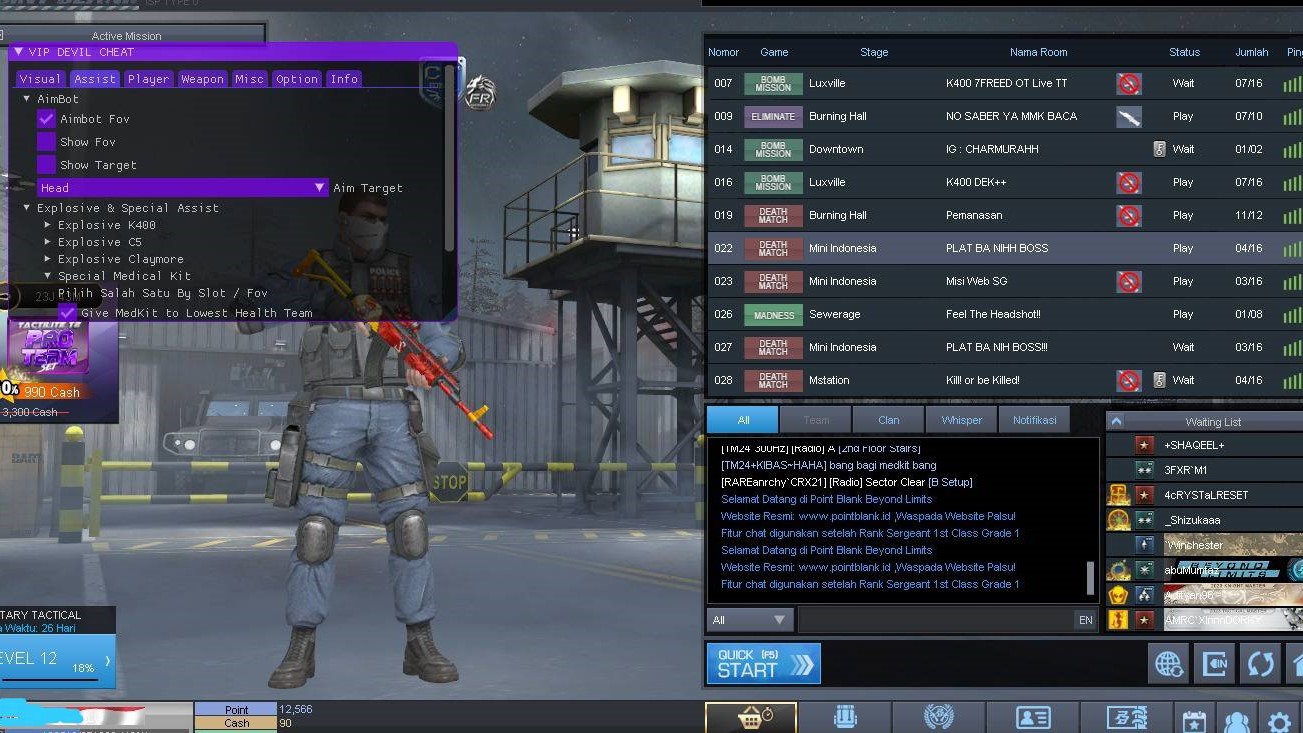 ISP TYPE 0
Active Mission
VIP DEVIL CHEAT
Visual Assist Player Weapon Misc Option Info
AimBot
Aimbot Fov
Show Fov
Show Target
Head Aim Target
Explosive & Special Assist
Explosive K400
Explosive C5
Explosive Claymore
Special Medical Kit
Pilih Salah Satu By Slot / Fov
Give MedKit to Lowest Health Team
PRO
TEAM
SET
0% 990 Cash
3,300 Cash
POLICE
STOP
Nomor Game Stage Nama Room Status Jumlah Ping
007 BOMB MISSION Luxville K400 7FREED OT Live TT Wait 07/16
009 ELIMINATE Burning Hall NO SABER YA MMK BACA Play 07/10
014 BOMB MISSION Downtown IG : CHARMURAHH Wait 01/02
016 BOMB MISSION Luxville K400 DEK++ Play 07/16
019 DEATH MATCH Burning Hall Pemanasan Play 11/12
022 DEATH MATCH Mini Indonesia PLAT BA NIHH BOSS Play 04/16
023 DEATH MATCH Mini Indonesia Misi Web SG Play 03/16
026 MADNESS Sewerage Feel The Headshot!! Play 01/08
027 DEATH MATCH Mini Indonesia PLAT BA NIH BOSS!!! Wait 03/16
028 DEATH MATCH Mstation Kill! or be Killed! Wait 04/16
All Team Clan Whisper Notifikasi
[TM24 300Hz] [Radio] A [2nd Floor Stairs]
[TM24+KIBAS~HAHA] bang bagi medkit bang
[RAREanrchy`CRX21] [Radio] Sector Clear [B Setup]
Selamat Datang di Point Blank Beyond Limits
Website Resmi: www.pointblank.id ,Waspada Website Palsu!
Fitur chat digunakan setelah Rank Sergeant 1st Class Grade 1
Selamat Datang di Point Blank Beyond Limits
Website Resmi: www.pointblank.id ,Waspada Website Palsu!
Fitur chat digunakan setelah Rank Sergeant 1st Class Grade 1
All EN
Waiting List
+SHAQEEL+
3FXR`M1
4cRYSTaLRESET
_Shizukaaa
`Winchester
abuMumtaz
QUICK (F5)
START
IN
TARY TACTICAL
a Waktu: 26 Hari
EVEL 12
18%
Point 12,566
Cash 90